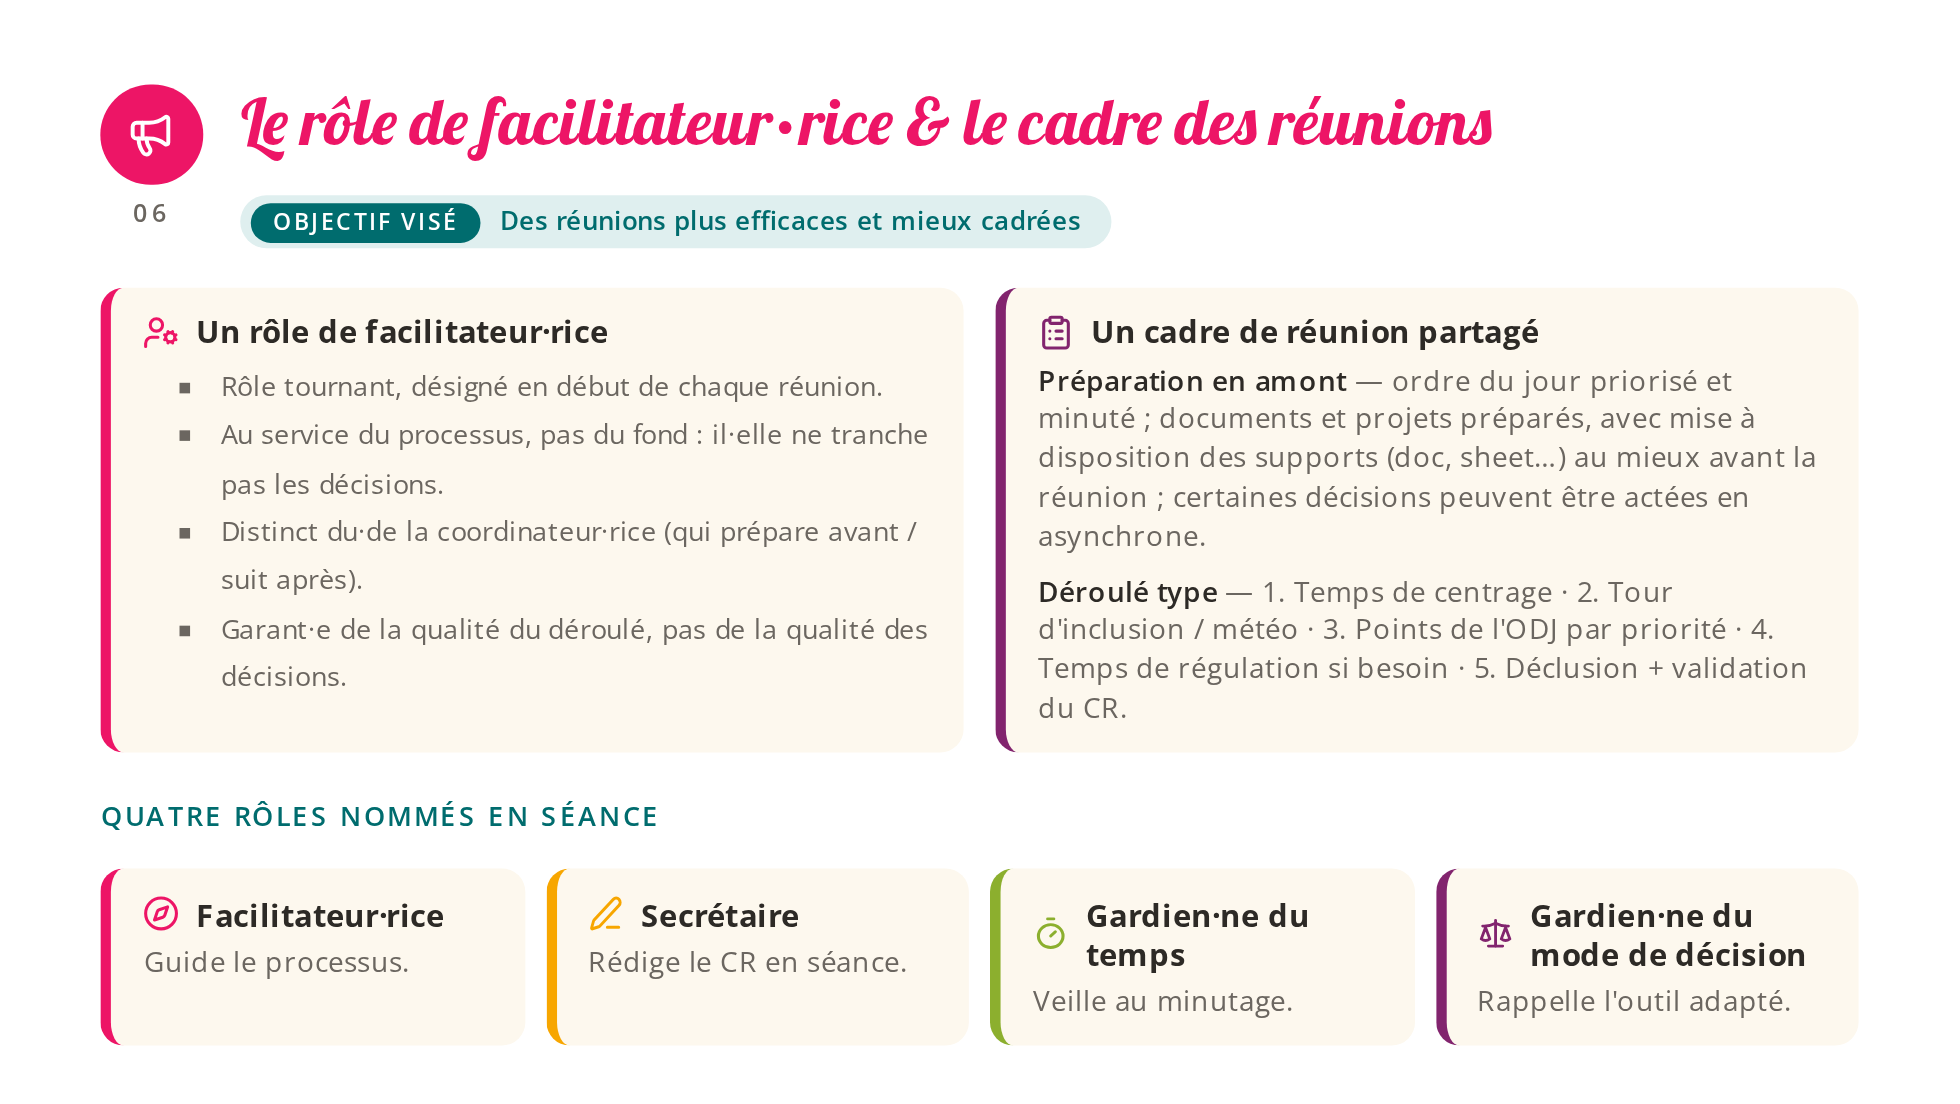 Le rôle de facilitateur·rice & le cadre des réunions
06
OBJECTIF VISÉ Des réunions plus efficaces et mieux cadrées
Un rôle de facilitateur·rice
▪ Rôle tournant, désigné en début de chaque réunion.
▪ Au service du processus, pas du fond : il·elle ne tranche
pas les décisions.
▪ Distinct du·de la coordinateur·rice (qui prépare avant /
suit après).
▪ Garant·e de la qualité du déroulé, pas de la qualité des
décisions.
Un cadre de réunion partagé
Préparation en amont — ordre du jour priorisé et
minuté ; documents et projets préparés, avec mise à
disposition des supports (doc, sheet…) au mieux avant la
réunion ; certaines décisions peuvent être actées en
asynchrone.
Déroulé type — 1. Temps de centrage · 2. Tour
d'inclusion / météo · 3. Points de l'ODJ par priorité · 4.
Temps de régulation si besoin · 5. Déclusion + validation
du CR.
QUATRE RÔLES NOMMÉS EN SÉANCE
Facilitateur·rice
Guide le processus.
Secrétaire
Rédige le CR en séance.
Gardien·ne du
temps
Veille au minutage.
Gardien·ne du
mode de décision
Rappelle l'outil adapté.